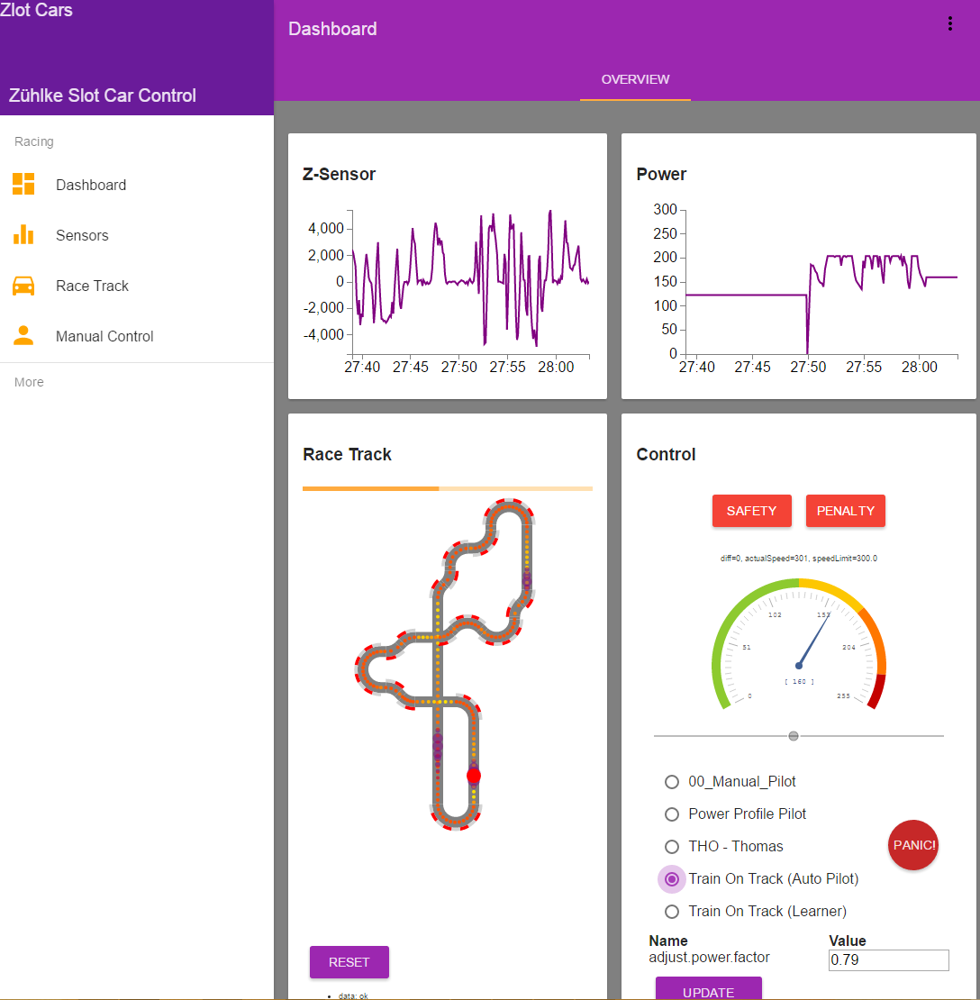 Zlot Cars
Zühlke Slot Car Control
Racing
Dashboard
Sensors
Race Track
Manual Control
More
Dashboard
OVERVIEW
Z-Sensor
4,000
2,000
0
-2,000
-4,000
27:40 27:45 27:50 27:55 28:00
Power
300
250
200
150
100
50
0
27:40 27:45 27:50 27:55 28:00
Race Track
RESET
data: ok
Control
SAFETY PENALTY
diff=0, actualSpeed=301, speedLimit=300.0
102 153
51 204
[ 160 ]
0 255
00_Manual_Pilot
Power Profile Pilot
THO - Thomas
PANIC!
Train On Track (Auto Pilot)
Train On Track (Learner)
Name Value
adjust.power.factor 0.79
UPDATE